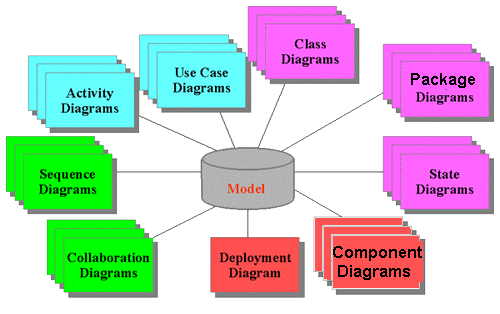 Class
Diagrams
Use Case
Diagrams
Activity
Diagrams
Package
Diagrams
Sequence
Diagrams
Model
State
Diagrams
Collaboration
Diagrams
Deployment
Diagram
Component
Diagrams